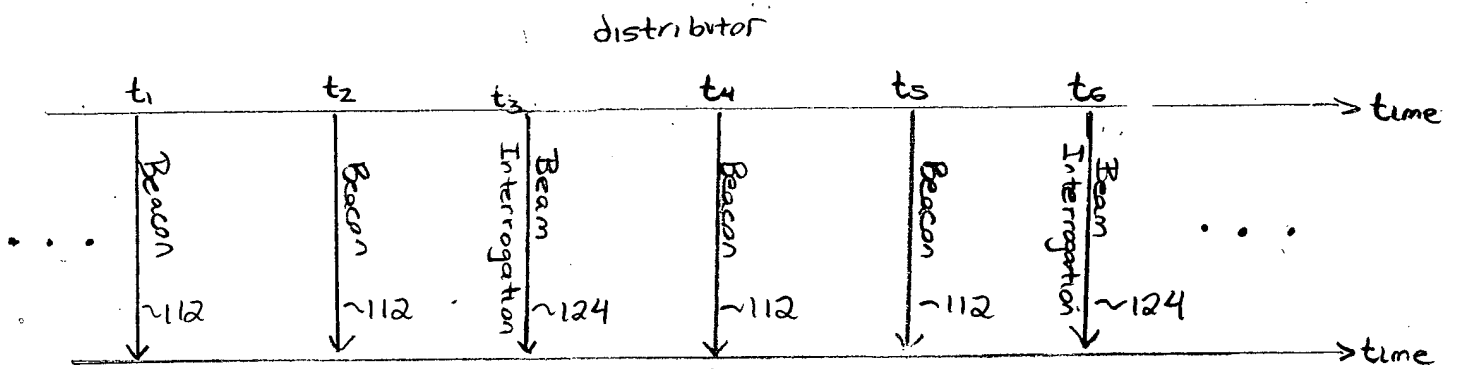 distributor
t1 t2 t3 t4 t5 t6
time
Beacon ~112
Beacon ~112
Beam Interrogation ~124
Beacon ~112
Beacon ~112
Beam Interrogation ~124
time